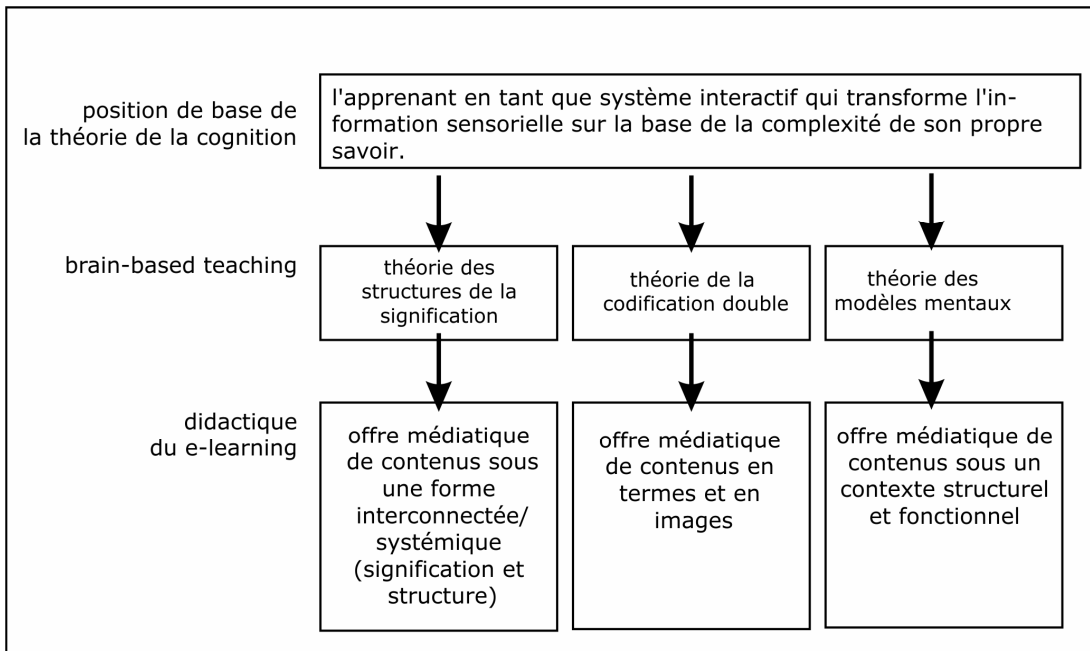 position de base de
la théorie de la cognition
l'apprenant en tant que système interactif qui transforme l'in-
formation sensorielle sur la base de la complexité de son propre
savoir.
brain-based teaching
théorie des
structures de la
signification
théorie de la
codification double
théorie des
modèles mentaux
didactique
du e-learning
offre médiatique
de contenus sous
une forme
interconnectée/
systémique
(signification et
structure)
offre médiatique
de contenus en
termes et en
images
offre médiatique de
contenus sous un
contexte structurel
et fonctionnel